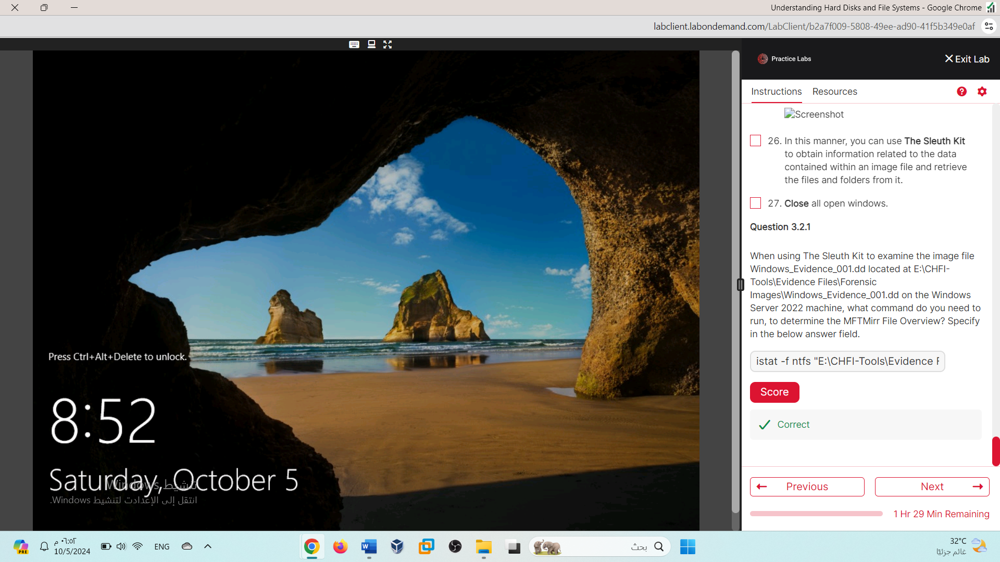 Understanding Hard Disks and File Systems - Google Chrome
labclient.labondemand.com/LabClient/b2a7f009-5808-49ee-ad90-41f5b349e0af
Press Ctrl+Alt+Delete to unlock.
8:52
Saturday, October 5
تنشيط Windows
انتقل إلى الإعدادت لتنشيط Windows.
Practice Labs
Exit Lab
Instructions Resources
Screenshot
26. In this manner, you can use The Sleuth Kit
to obtain information related to the data
contained within an image file and retrieve
the files and folders from it.
27. Close all open windows.
Question 3.2.1
When using The Sleuth Kit to examine the image file
Windows_Evidence_001.dd located at E:\CHFI-
Tools\Evidence Files\Forensic
Images\Windows_Evidence_001.dd on the Windows
Server 2022 machine, what command do you need to
run, to determine the MFTMirr File Overview? Specify
in the below answer field.
istat -f ntfs "E:\CHFI-Tools\Evidence F
Score
Correct
Previous
Next
1 Hr 29 Min Remaining
PRE
٠٦:٥٢ م
10/5/2024
ENG
بحث
32°C
غائم جزئيًا